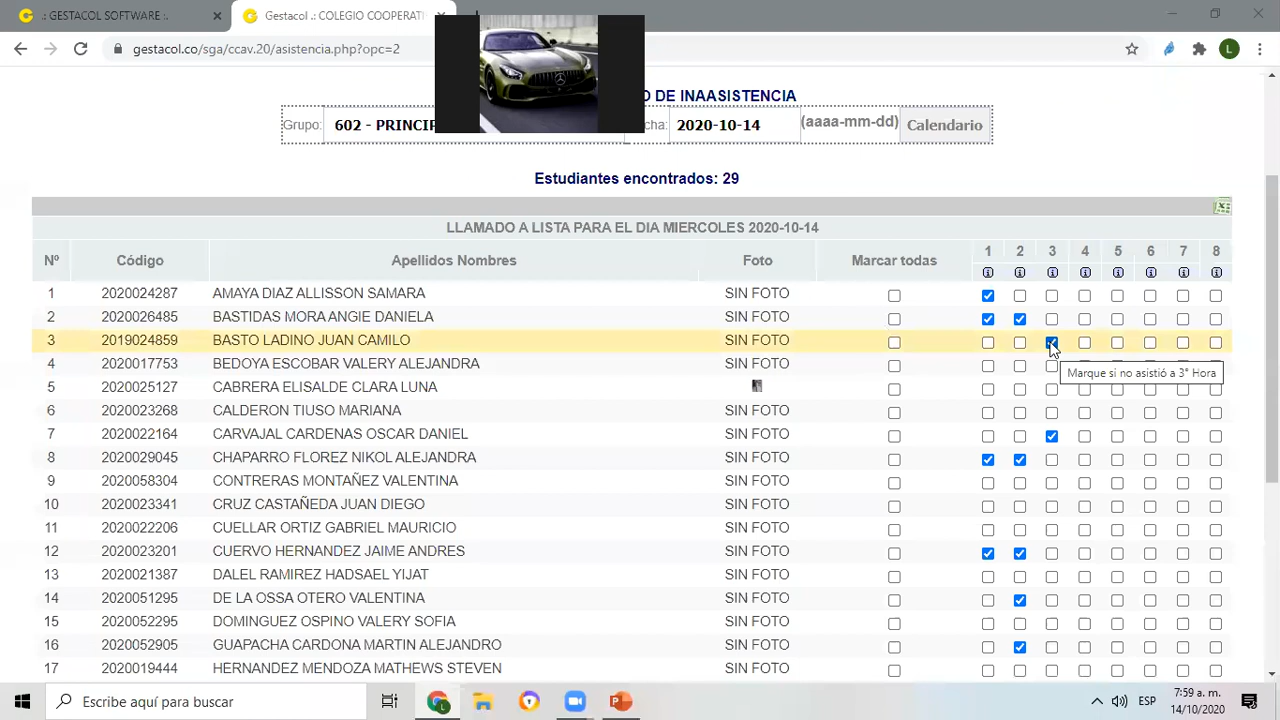 .: GESTACOL SOFTWARE .: Gestacol .: COLEGIO COOPERATI
gestacol.co/sga/ccav.20/asistencia.php?opc=2 L
O DE INAASISTENCIA
Grupo: 602 - PRINCIP cha: 2020-10-14 (aaaa-mm-dd) Calendario
Estudiantes encontrados: 29
LLAMADO A LISTA PARA EL DIA MIERCOLES 2020-10-14
Nº Código Apellidos Nombres Foto Marcar todas 1 2 3 4 5 6 7 8
1 2020024287 AMAYA DIAZ ALLISSON SAMARA SIN FOTO
2 2020026485 BASTIDAS MORA ANGIE DANIELA SIN FOTO
3 2019024859 BASTO LADINO JUAN CAMILO SIN FOTO
4 2020017753 BEDOYA ESCOBAR VALERY ALEJANDRA SIN FOTO
Marque si no asistió a 3° Hora
5 2020025127 CABRERA ELISALDE CLARA LUNA
6 2020023268 CALDERON TIUSO MARIANA SIN FOTO
7 2020022164 CARVAJAL CARDENAS OSCAR DANIEL SIN FOTO
8 2020029045 CHAPARRO FLOREZ NIKOL ALEJANDRA SIN FOTO
9 2020058304 CONTRERAS MONTAÑEZ VALENTINA SIN FOTO
10 2020023341 CRUZ CASTAÑEDA JUAN DIEGO SIN FOTO
11 2020022206 CUELLAR ORTIZ GABRIEL MAURICIO SIN FOTO
12 2020023201 CUERVO HERNANDEZ JAIME ANDRES SIN FOTO
13 2020021387 DALEL RAMIREZ HADSAEL YIJAT SIN FOTO
14 2020051295 DE LA OSSA OTERO VALENTINA SIN FOTO
15 2020052295 DOMINGUEZ OSPINO VALERY SOFIA SIN FOTO
16 2020052905 GUAPACHA CARDONA MARTIN ALEJANDRO SIN FOTO
17 2020019444 HERNANDEZ MENDOZA MATHEWS STEVEN SIN FOTO
Escribe aquí para buscar ESP 7:59 a. m.
14/10/2020